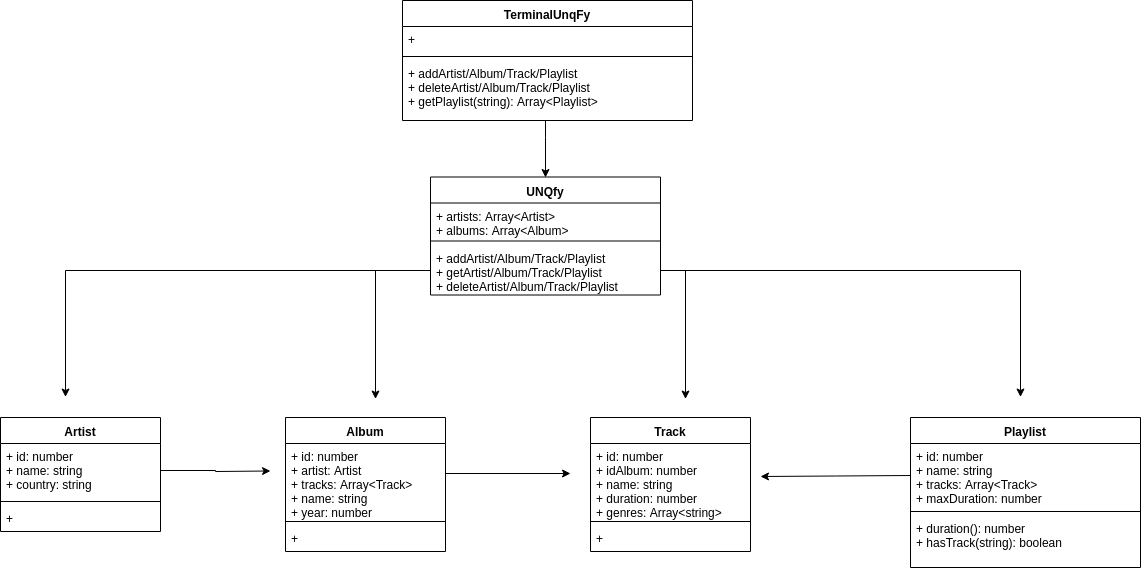 TerminalUnqFy
+
+ addArtist/Album/Track/Playlist
+ deleteArtist/Album/Track/Playlist
+ getPlaylist(string): Array<Playlist>
UNQfy
+ artists: Array<Artist>
+ albums: Array<Album>
+ addArtist/Album/Track/Playlist
+ getArtist/Album/Track/Playlist
+ deleteArtist/Album/Track/Playlist
Artist
+ id: number
+ name: string
+ country: string
+
Album
+ id: number
+ artist: Artist
+ tracks: Array<Track>
+ name: string
+ year: number
+
Track
+ id: number
+ idAlbum: number
+ name: string
+ duration: number
+ genres: Array<string>
+
Playlist
+ id: number
+ name: string
+ tracks: Array<Track>
+ maxDuration: number
+ duration(): number
+ hasTrack(string): boolean